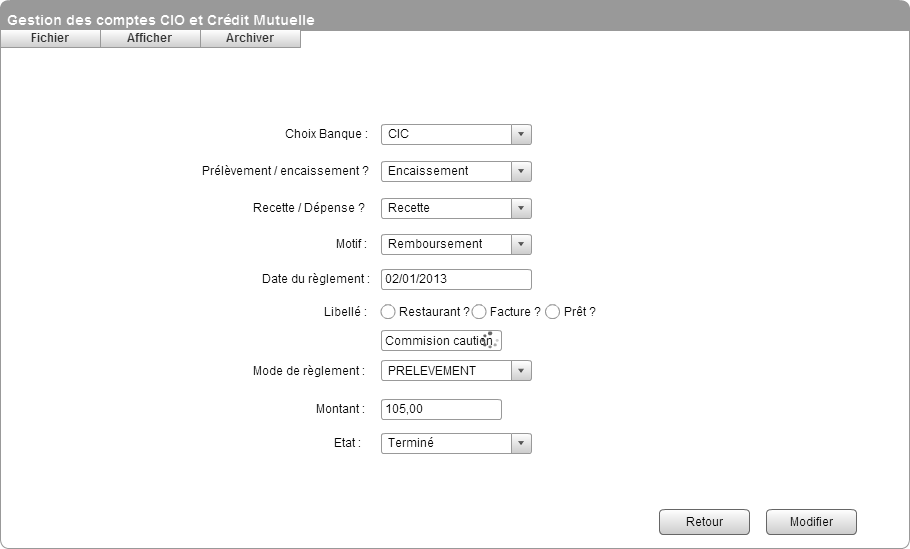 Gestion des comptes CIO et Crédit Mutuelle
Fichier Afficher Archiver
Choix Banque : CIC
Prélèvement / encaissement ? Encaissement
Recette / Dépense ? Recette
Motif : Remboursement
Date du règlement : 02/01/2013
Libellé : Restaurant ? Facture ? Prêt ?
Commision caution
Mode de règlement : PRELEVEMENT
Montant : 105,00
Etat : Terminé
Retour Modifier